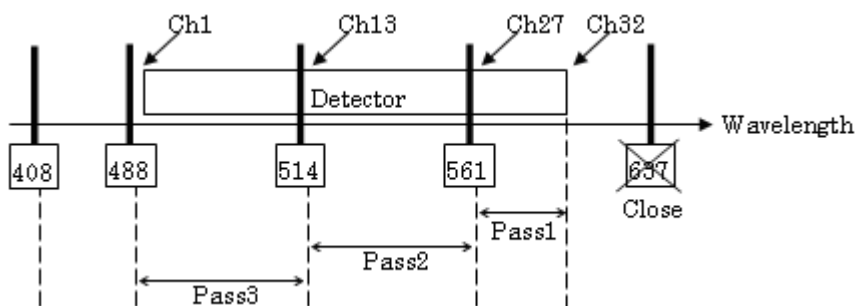 Ch1
Ch13
Ch27
Ch32
Detector
Wavelength
408
488
514
561
637
Close
Pass1
Pass2
Pass3